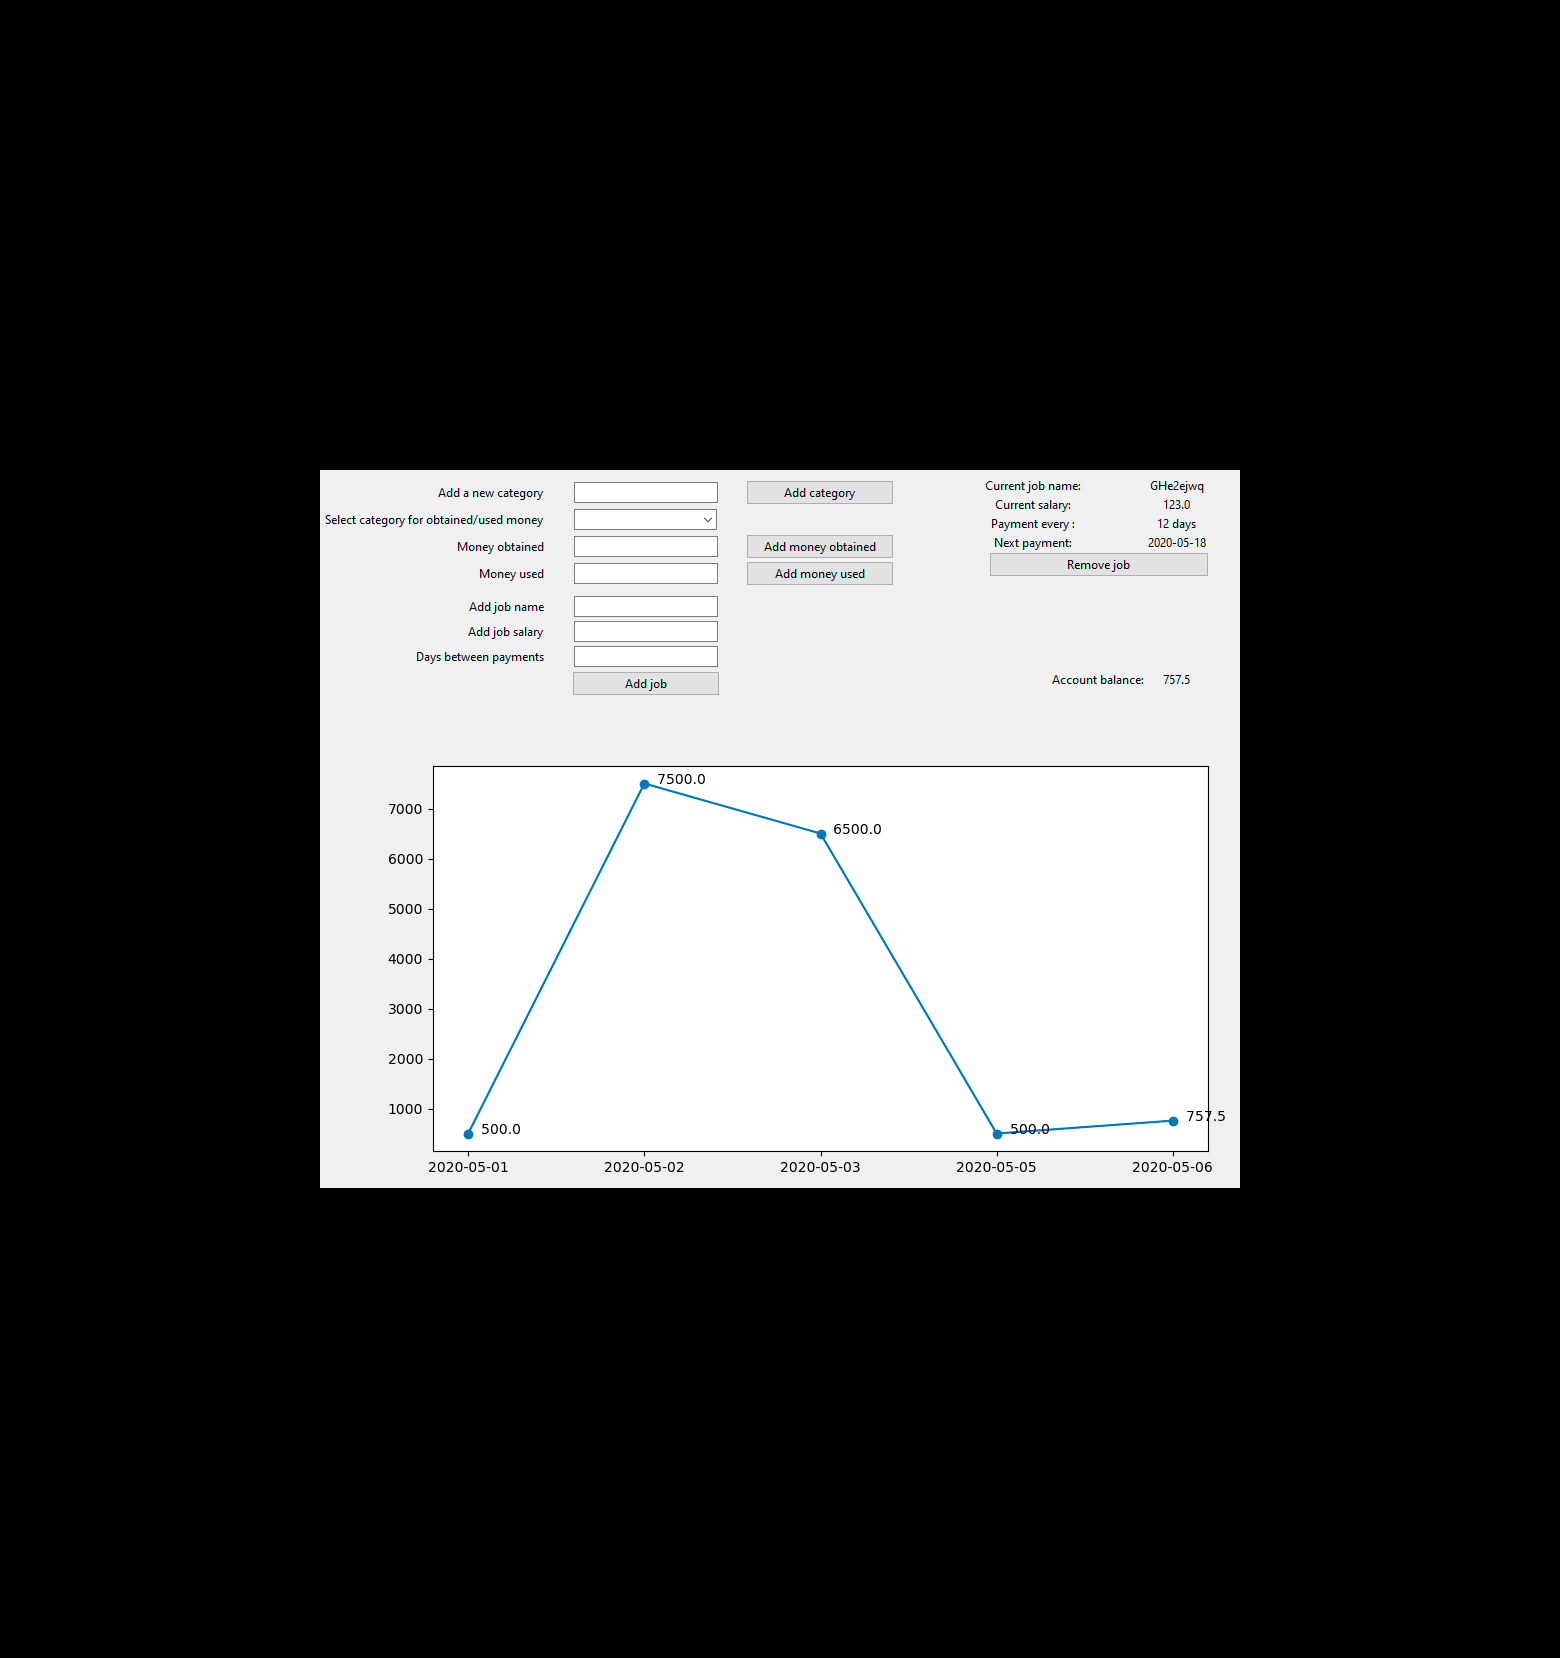 Add a new category
Add category
Select category for obtained/used money
Money obtained
Add money obtained
Money used
Add money used
Add job name
Add job salary
Days between payments
Add job
Current job name: GHe2ejwq
Current salary: 123.0
Payment every : 12 days
Next payment: 2020-05-18
Remove job
Account balance: 757.5
7500.0
7000
6500.0
6000
5000
4000
3000
2000
1000
500.0
500.0
757.5
2020-05-01 2020-05-02 2020-05-03 2020-05-05 2020-05-06